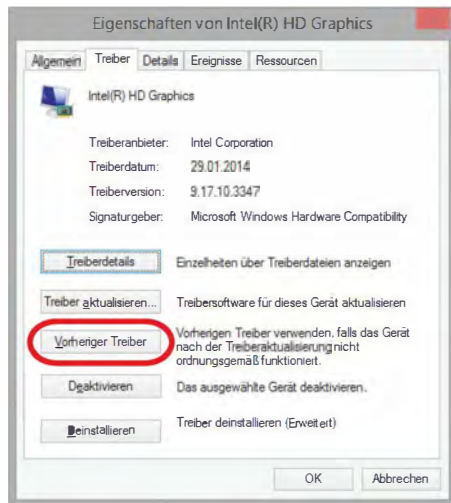 Eigenschaften von Intel(R) HD Graphics
Allgemein Treiber Details Ereignisse Ressourcen
Intel(R) HD Graphics
Treiberanbieter: Intel Corporation
Treiberdatum: 29.01.2014
Treiberversion: 9.17.10.3347
Signaturgeber: Microsoft Windows Hardware Compatibility
Treiberdetails Einzelheiten über Treiberdateien anzeigen
Treiber aktualisieren... Treibersoftware für dieses Gerät aktualisieren
Vorheriger Treiber Vorherigen Treiber verwenden, falls das Gerät
nach der Treiberaktualisierung nicht
ordnungsgemäß funktioniert.
Deaktivieren Das ausgewählte Gerät deaktivieren.
Deinstallieren Treiber deinstallieren (Erweitert)
OK Abbrechen